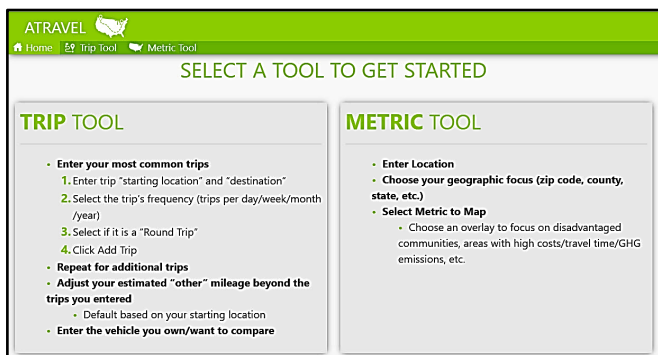 ATRAVEL
Home Trip Tool Metric Tool
SELECT A TOOL TO GET STARTED
TRIP TOOL
• Enter your most common trips
1. Enter trip “starting location” and “destination”
2. Select the trip’s frequency (trips per day/week/month
/year)
3. Select if it is a “Round Trip”
4. Click Add Trip
• Repeat for additional trips
• Adjust your estimated “other” mileage beyond the
trips you entered
• Default based on your starting location
• Enter the vehicle you own/want to compare
METRIC TOOL
• Enter Location
• Choose your geographic focus (zip code, county,
state, etc.)
• Select Metric to Map
• Choose an overlay to focus on disadvantaged
communities, areas with high costs/travel time/GHG
emissions, etc.